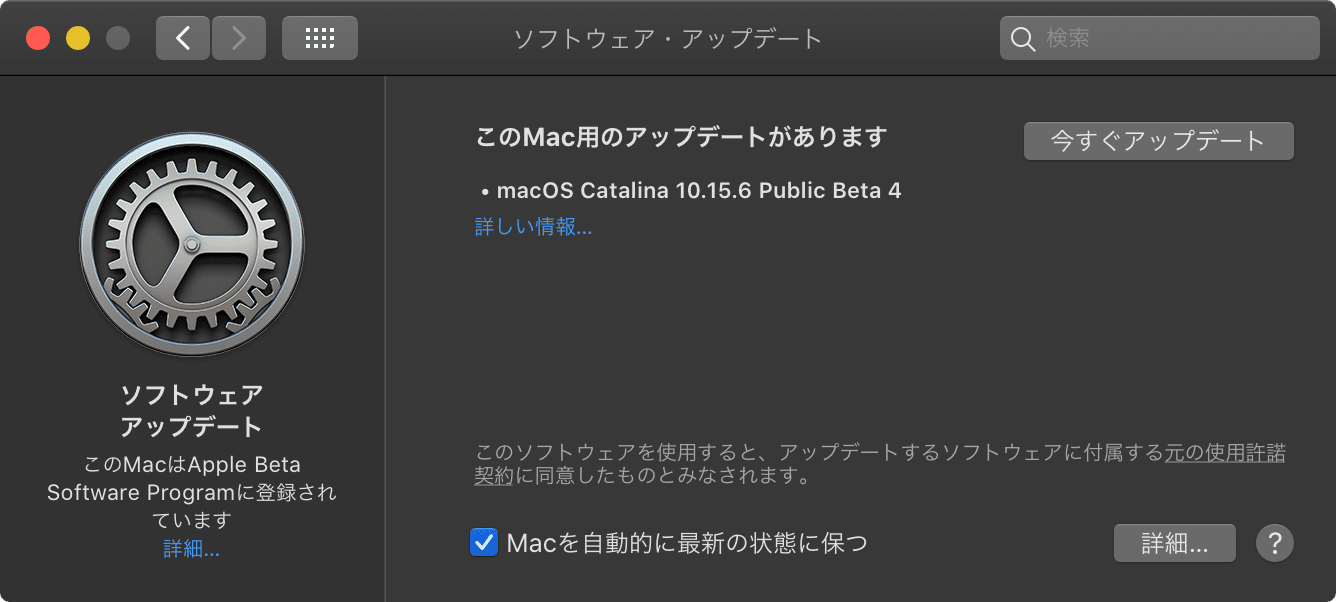 ソフトウェア・アップデート
検索
このMac用のアップデートがあります
今すぐアップデート
• macOS Catalina 10.15.6 Public Beta 4
詳しい情報...
ソフトウェア
アップデート
このMacはApple Beta
Software Programに登録され
ています
詳細...
このソフトウェアを使用すると、アップデートするソフトウェアに付属する元の使用許諾
契約に同意したものとみなされます。
Macを自動的に最新の状態に保つ
詳細...
?